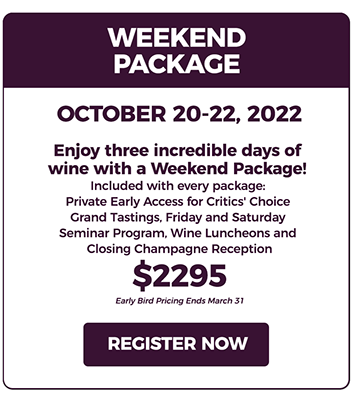 WEEKEND
PACKAGE
OCTOBER 20-22, 2022
Enjoy three incredible days of
wine with a Weekend Package!
Included with every package:
Private Early Access for Critics' Choice
Grand Tastings, Friday and Saturday
Seminar Program, Wine Luncheons and
Closing Champagne Reception
$2295
Early Bird Pricing Ends March 31
REGISTER NOW